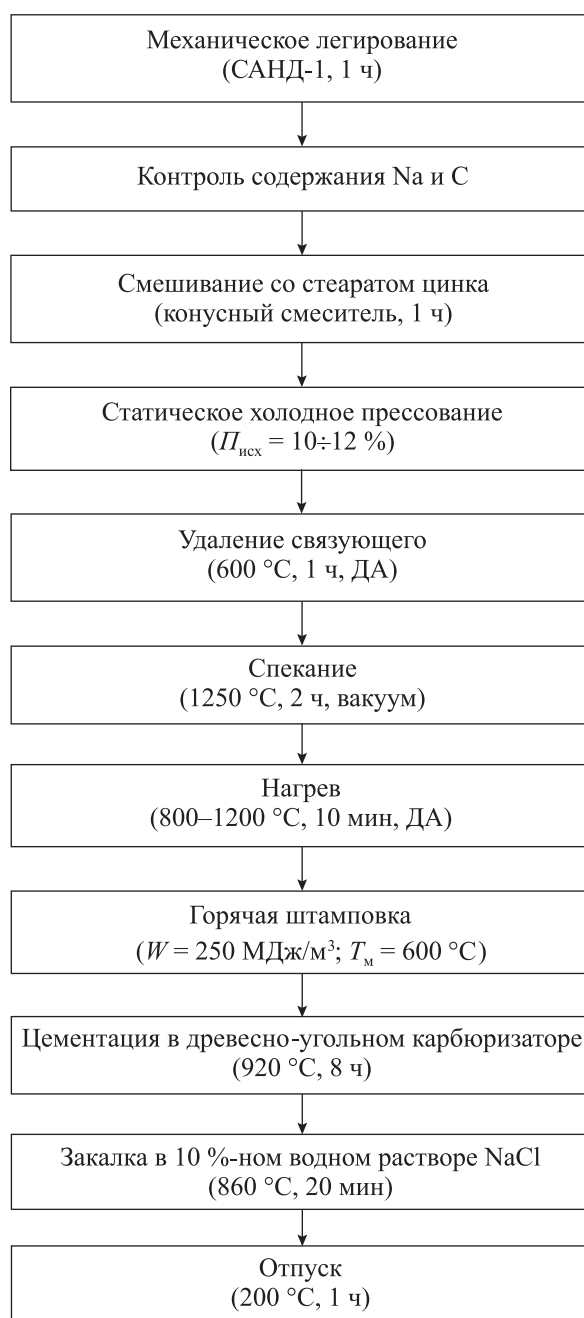 Механическое легирование
(САНД-1, 1 ч)
Контроль содержания Na и C
Смешивание со стеаратом цинка
(конусный смеситель, 1 ч)
Статическое холодное прессование
(Писх = 10÷12 %)
Удаление связующего
(600 °C, 1 ч, ДА)
Спекание
(1250 °C, 2 ч, вакуум)
Нагрев
(800–1200 °C, 10 мин, ДА)
Горячая штамповка
(W = 250 МДж/м³; Tм = 600 °C)
Цементация в древесно-угольном карбюризаторе
(920 °C, 8 ч)
Закалка в 10 %-ном водном растворе NaCl
(860 °C, 20 мин)
Отпуск
(200 °C, 1 ч)